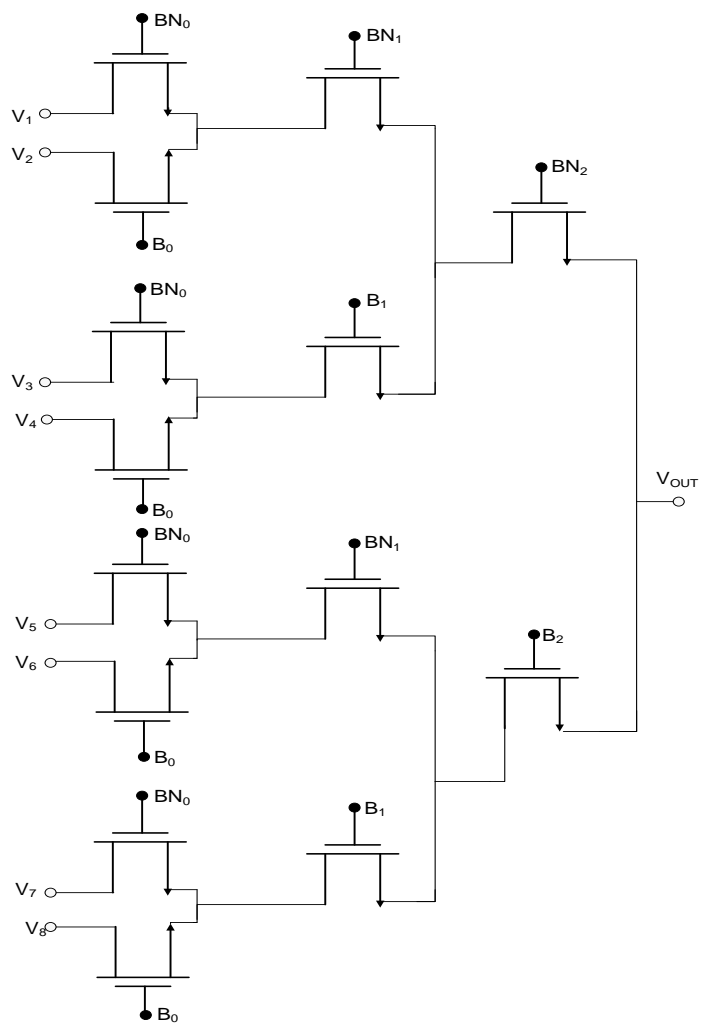 BN₀
BN₁
V₁
V₂
BN₂
B₀
BN₀
B₁
V₃
V₄
V_OUT
B₀
BN₀
BN₁
V₅
B₂
V₆
B₀
BN₀
B₁
V₇
V₈
B₀